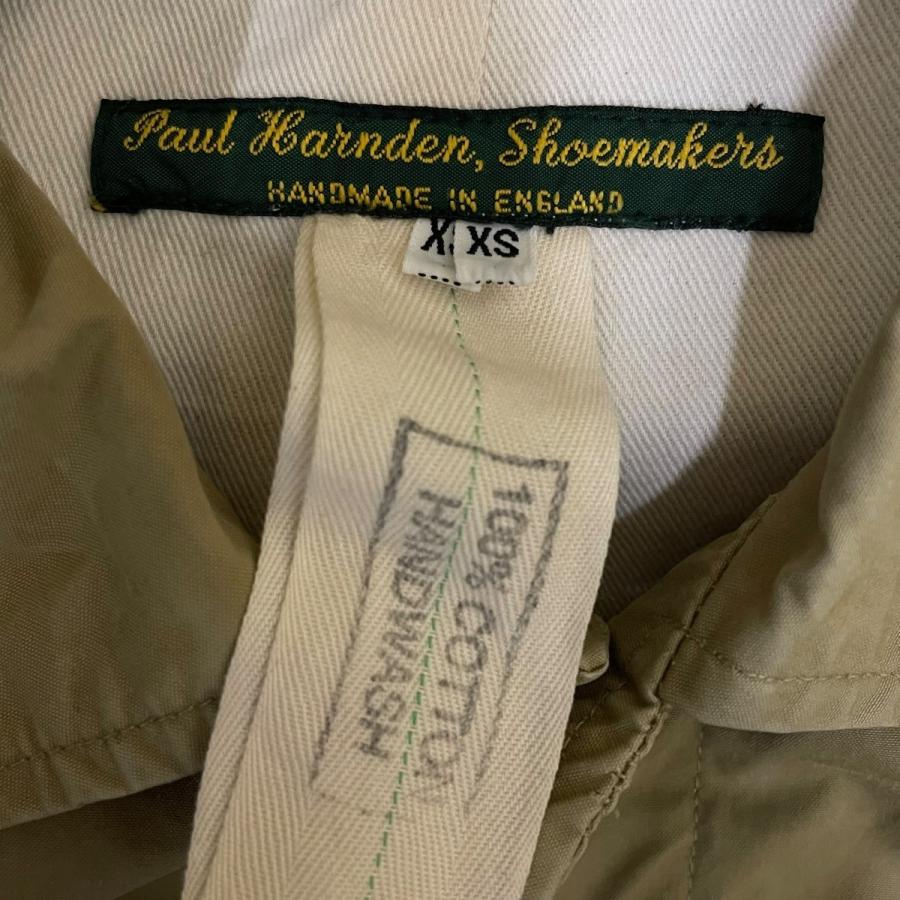 Paul Harnden, Shoemakers
HANDMADE IN ENGLAND
XS
100% COTTON
HANDWASH